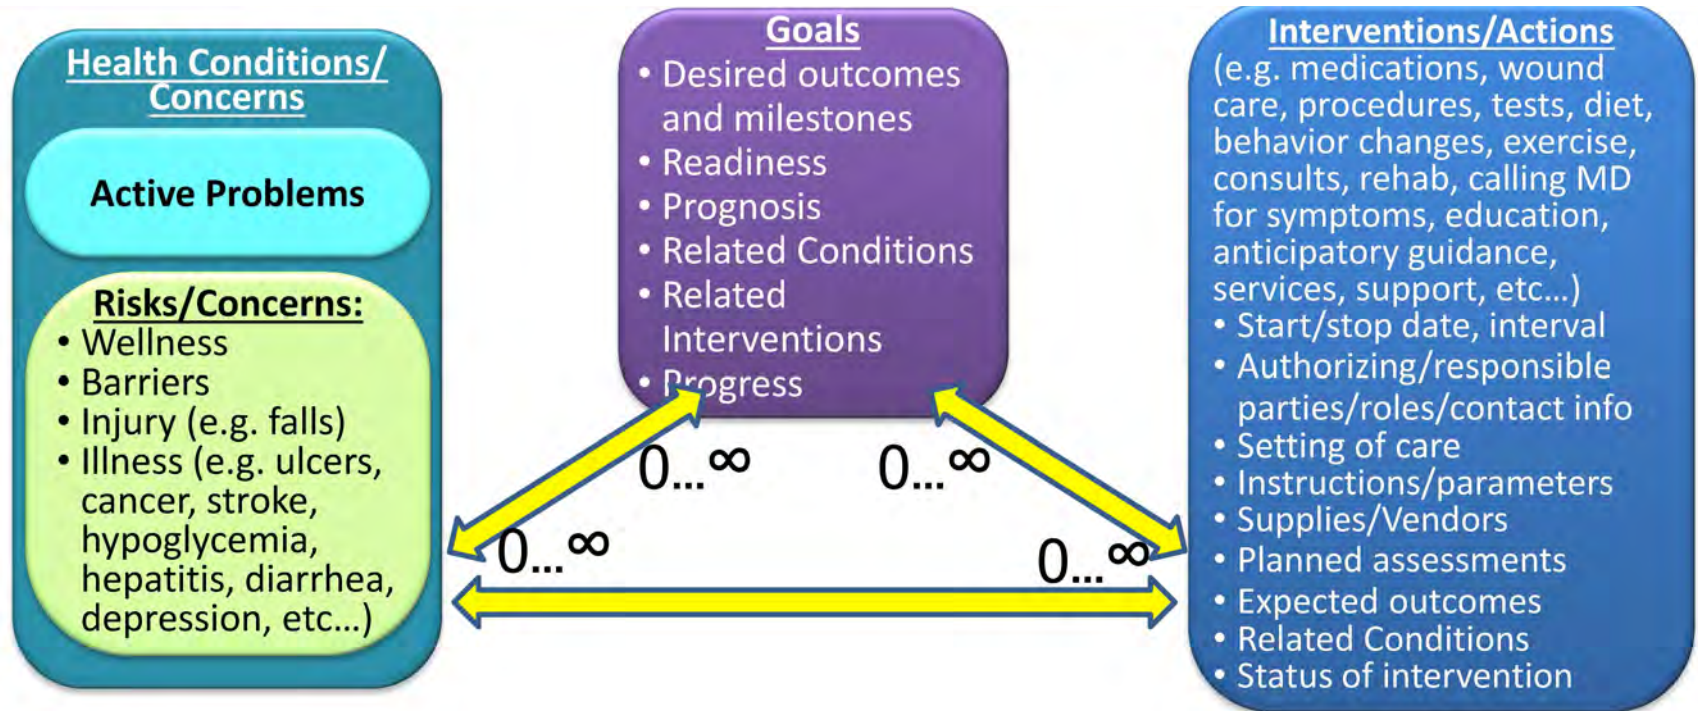 Health Conditions/
Concerns
Active Problems
Risks/Concerns:
• Wellness
• Barriers
• Injury (e.g. falls)
• Illness (e.g. ulcers,
cancer, stroke,
hypoglycemia,
hepatitis, diarrhea,
depression, etc...)
Goals
• Desired outcomes
and milestones
• Readiness
• Prognosis
• Related Conditions
• Related
Interventions
• Progress
0...∞
0...∞
0...∞
0...∞
Interventions/Actions
(e.g. medications, wound
care, procedures, tests, diet,
behavior changes, exercise,
consults, rehab, calling MD
for symptoms, education,
anticipatory guidance,
services, support, etc...)
• Start/stop date, interval
• Authorizing/responsible
parties/roles/contact info
• Setting of care
• Instructions/parameters
• Supplies/Vendors
• Planned assessments
• Expected outcomes
• Related Conditions
• Status of intervention